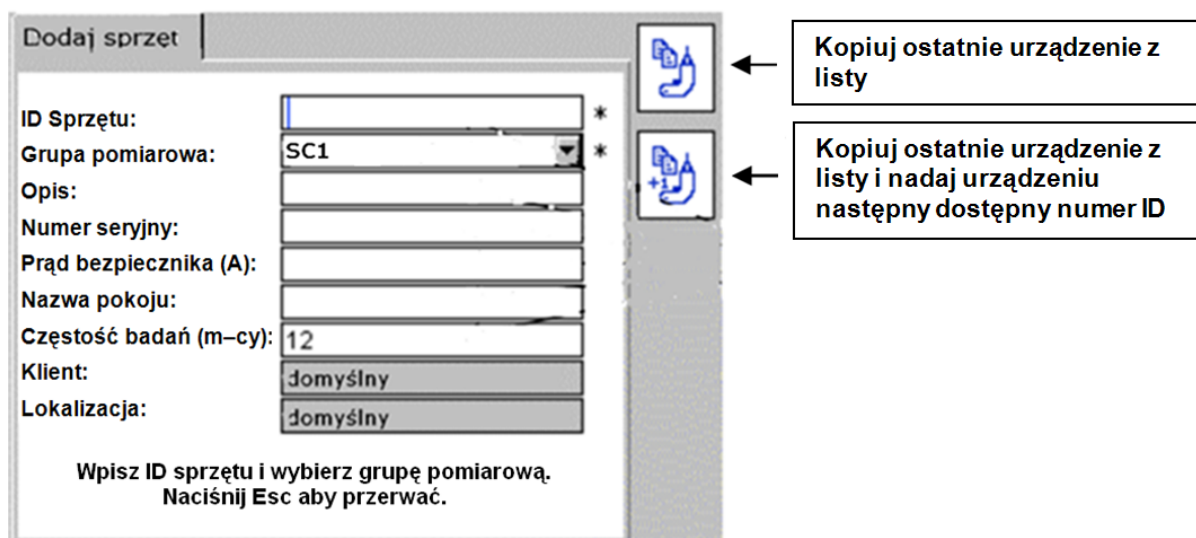 Dodaj sprzęt
ID Sprzętu: *
Grupa pomiarowa: SC1 *
Opis:
Numer seryjny:
Prąd bezpiecznika (A):
Nazwa pokoju:
Częstość badań (m–cy): 12
Klient: domyślny
Lokalizacja: domyślny
Wpisz ID sprzętu i wybierz grupę pomiarową.
Naciśnij Esc aby przerwać.
Kopiuj ostatnie urządzenie z
listy
+1
Kopiuj ostatnie urządzenie z
listy i nadaj urządzeniu
następny dostępny numer ID